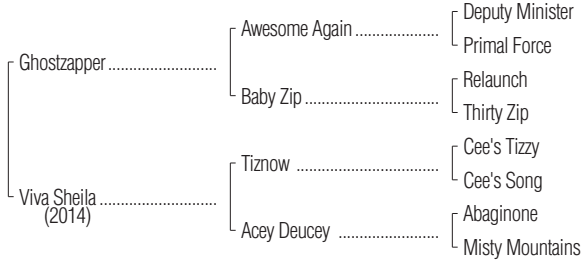 Deputy Minister
Awesome Again ....................
Primal Force
Ghostzapper ..........................
Relaunch
Baby Zip ................................
Thirty Zip
Cee's Tizzy
Tiznow ..................................
Cee's Song
Viva Sheila ............................
(2014)
Abaginone
Acey Deucey ........................
Misty Mountains